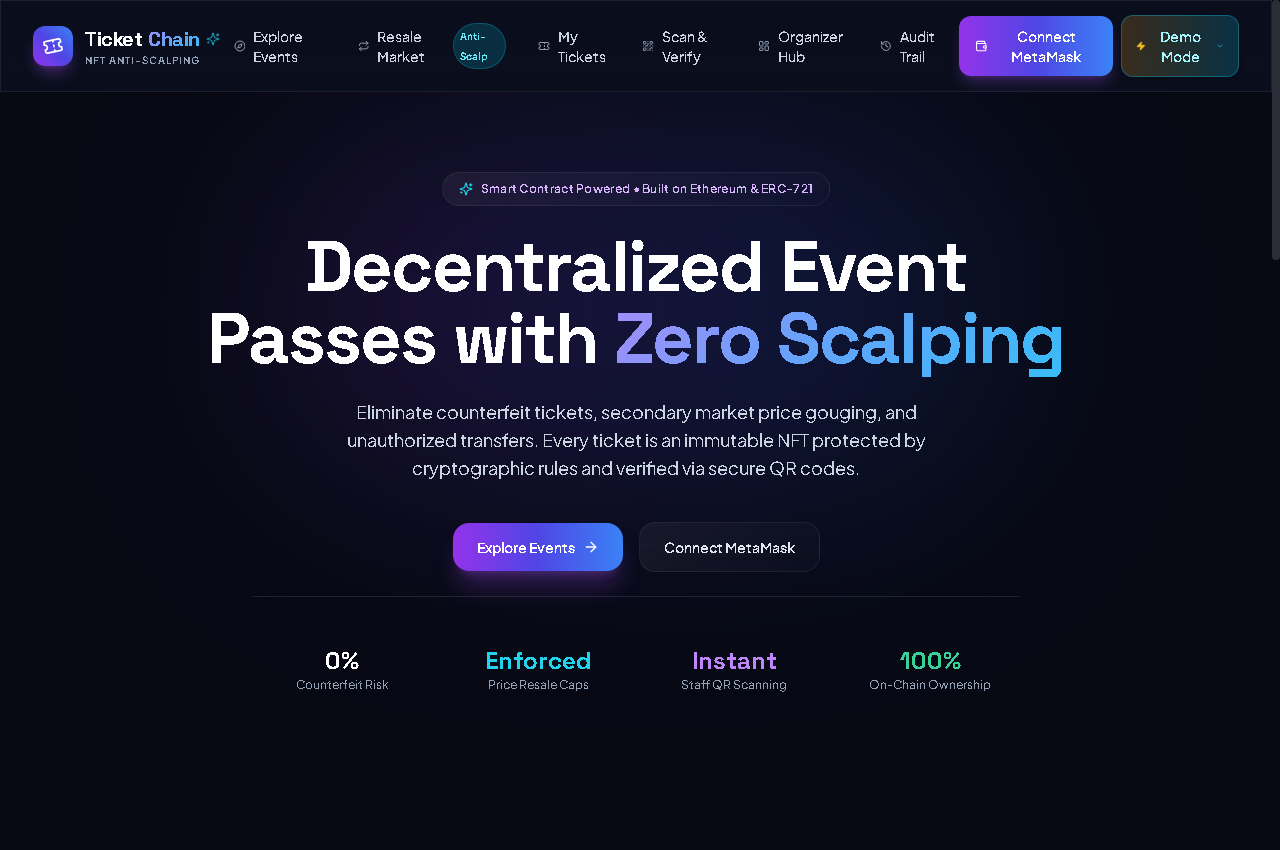 Ticket Chain
NFT ANTI-SCALPING
Explore
Events
Resale
Market
Anti-
Scalp
My
Tickets
Scan &
Verify
Organizer
Hub
Audit
Trail
Connect
MetaMask
Demo
Mode
Smart Contract Powered • Built on Ethereum & ERC-721
Decentralized Event
Passes with Zero Scalping
Eliminate counterfeit tickets, secondary market price gouging, and
unauthorized transfers. Every ticket is an immutable NFT protected by
cryptographic rules and verified via secure QR codes.
Explore Events
Connect MetaMask
0%
Counterfeit Risk
Enforced
Price Resale Caps
Instant
Staff QR Scanning
100%
On-Chain Ownership